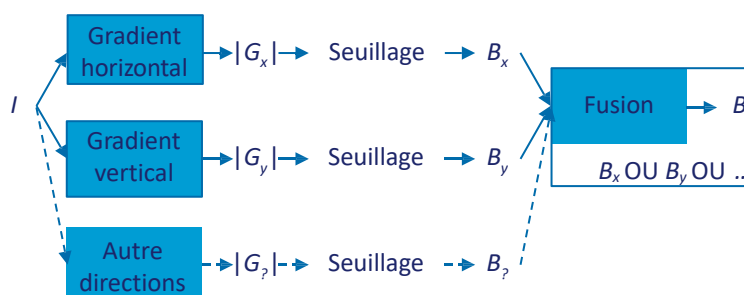 Gradient
horizontal
|Gx|
Seuillage
Bx
I
Fusion
B
Gradient
vertical
|Gy|
Seuillage
By
Bx OU By OU ..
Autre
directions
|G?|
Seuillage
B?